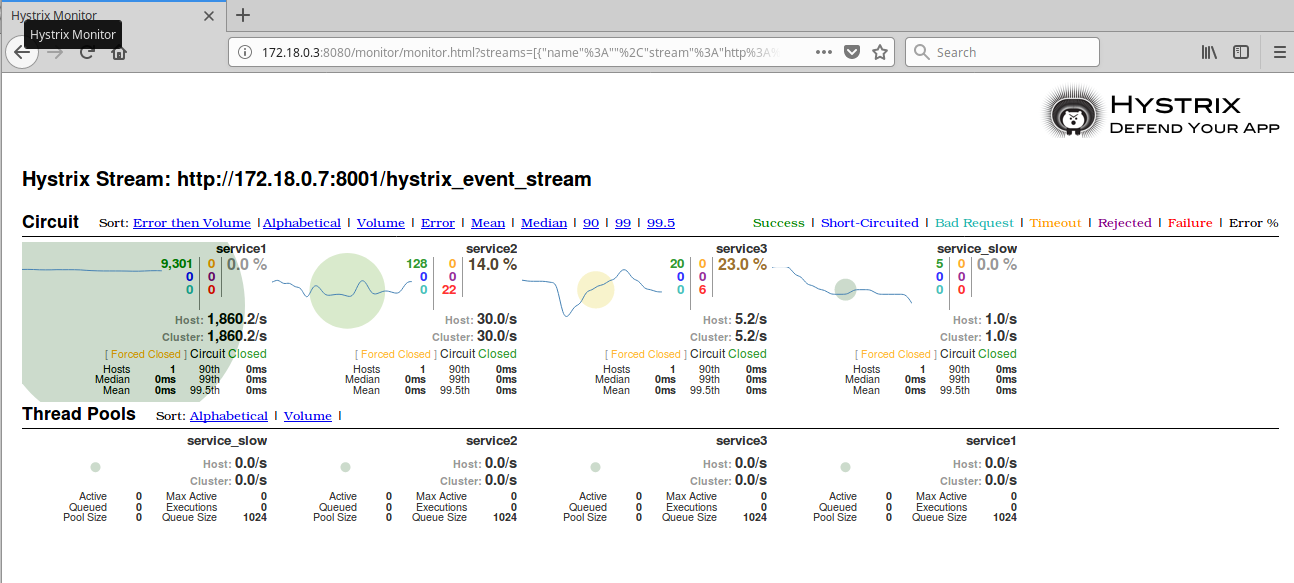 Hystrix Monitor
Hystrix Monitor
172.18.0.3:8080/monitor/monitor.html?streams=[{"name"%3A""%2C"stream"%3A"http%3A%
Search
HYSTRIX
DEFEND YOUR APP
Hystrix Stream: http://172.18.0.7:8001/hystrix_event_stream
Circuit Sort: Error then Volume | Alphabetical | Volume | Error | Mean | Median | 90 | 99 | 99.5 Success | Short-Circuited | Bad Request | Timeout | Rejected | Failure | Error %
service1
9,301 0 0.0 %
0 0
0 0
Host: 1,860.2/s
Cluster: 1,860.2/s
[ Forced Closed ] Circuit Closed
Hosts 1 90th 0ms
Median 0ms 99th 0ms
Mean 0ms 99.5th 0ms
service2
128 0 14.0 %
0 0
0 22
Host: 30.0/s
Cluster: 30.0/s
[ Forced Closed ] Circuit Closed
Hosts 1 90th 0ms
Median 0ms 99th 0ms
Mean 0ms 99.5th 0ms
service3
20 0 23.0 %
0 0
0 6
Host: 5.2/s
Cluster: 5.2/s
[ Forced Closed ] Circuit Closed
Hosts 1 90th 0ms
Median 0ms 99th 0ms
Mean 0ms 99.5th 0ms
service_slow
5 0 0.0 %
0 0
0 0
Host: 1.0/s
Cluster: 1.0/s
[ Forced Closed ] Circuit Closed
Hosts 1 90th 0ms
Median 0ms 99th 0ms
Mean 0ms 99.5th 0ms
Thread Pools Sort: Alphabetical | Volume |
service_slow
Host: 0.0/s
Cluster: 0.0/s
Active 0 Max Active 0
Queued 0 Executions 0
Pool Size 0 Queue Size 1024
service2
Host: 0.0/s
Cluster: 0.0/s
Active 0 Max Active 0
Queued 0 Executions 0
Pool Size 0 Queue Size 1024
service3
Host: 0.0/s
Cluster: 0.0/s
Active 0 Max Active 0
Queued 0 Executions 0
Pool Size 0 Queue Size 1024
service1
Host: 0.0/s
Cluster: 0.0/s
Active 0 Max Active 0
Queued 0 Executions 0
Pool Size 0 Queue Size 1024